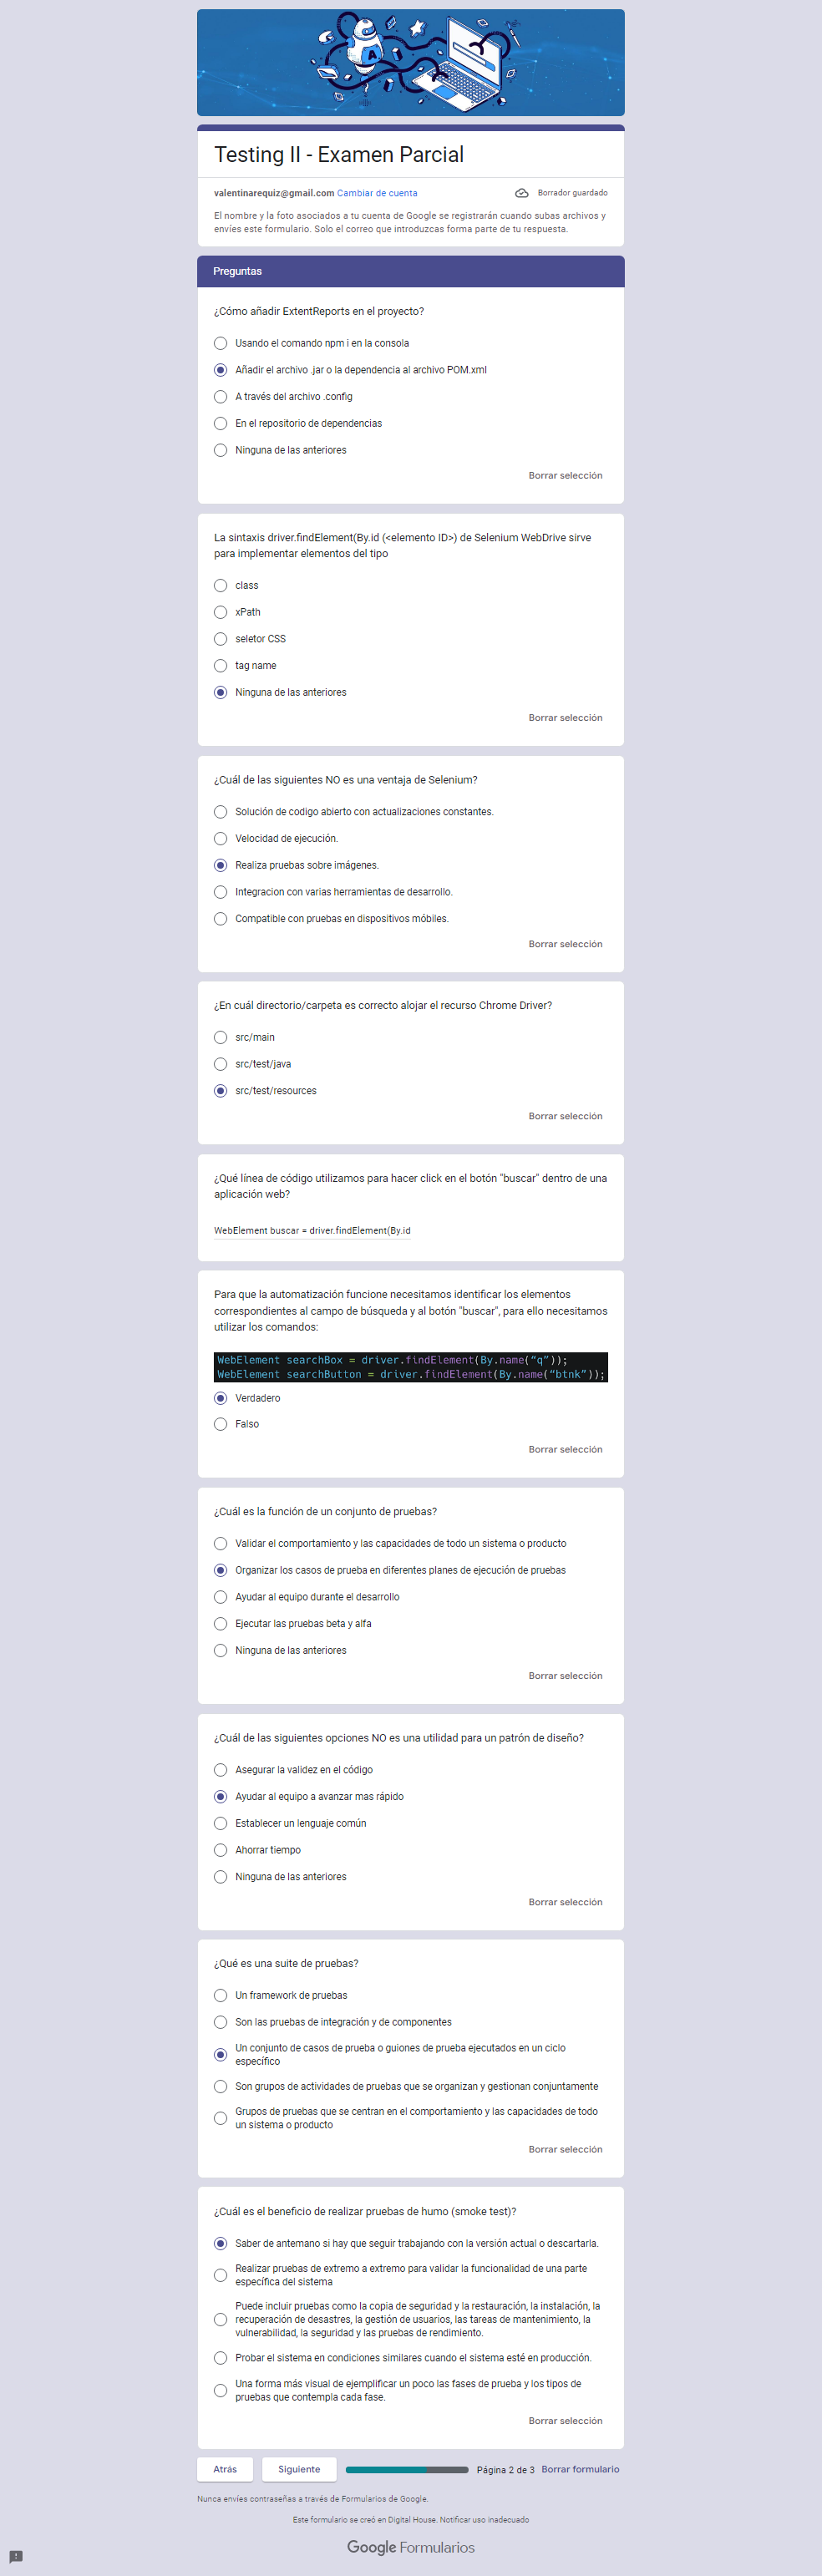 A
Testing II - Examen Parcial
valentinarequiz@gmail.com Cambiar de cuenta
Borrador guardado
El nombre y la foto asociados a tu cuenta de Google se registrarán cuando subas archivos y
envíes este formulario. Solo el correo que introduzcas forma parte de tu respuesta.
Preguntas
¿Cómo añadir ExtentReports en el proyecto?
Usando el comando npm i en la consola
Añadir el archivo .jar o la dependencia al archivo POM.xml
A través del archivo .config
En el repositorio de dependencias
Ninguna de las anteriores
Borrar selección
La sintaxis driver.findElement(By.id (<elemento ID>) de Selenium WebDrive sirve
para implementar elementos del tipo
class
xPath
seletor CSS
tag name
Ninguna de las anteriores
Borrar selección
¿Cuál de las siguientes NO es una ventaja de Selenium?
Solución de codigo abierto con actualizaciones constantes.
Velocidad de ejecución.
Realiza pruebas sobre imágenes.
Integracion con varias herramientas de desarrollo.
Compatible con pruebas en dispositivos móbiles.
Borrar selección
¿En cuál directorio/carpeta es correcto alojar el recurso Chrome Driver?
src/main
src/test/java
src/test/resources
Borrar selección
¿Qué línea de código utilizamos para hacer click en el botón "buscar" dentro de una
aplicación web?
WebElement buscar = driver.findElement(By.id
Para que la automatización funcione necesitamos identificar los elementos
correspondientes al campo de búsqueda y al botón "buscar", para ello necesitamos
utilizar los comandos:
WebElement searchBox = driver.findElement(By.name(“q”));
WebElement searchButton = driver.findElement(By.name(“btnk”));
Verdadero
Falso
Borrar selección
¿Cuál es la función de un conjunto de pruebas?
Validar el comportamiento y las capacidades de todo un sistema o producto
Organizar los casos de prueba en diferentes planes de ejecución de pruebas
Ayudar al equipo durante el desarrollo
Ejecutar las pruebas beta y alfa
Ninguna de las anteriores
Borrar selección
¿Cuál de las siguientes opciones NO es una utilidad para un patrón de diseño?
Asegurar la validez en el código
Ayudar al equipo a avanzar mas rápido
Establecer un lenguaje común
Ahorrar tiempo
Ninguna de las anteriores
Borrar selección
¿Qué es una suite de pruebas?
Un framework de pruebas
Son las pruebas de integración y de componentes
Un conjunto de casos de prueba o guiones de prueba ejecutados en un ciclo
específico
Son grupos de actividades de pruebas que se organizan y gestionan conjuntamente
Grupos de pruebas que se centran en el comportamiento y las capacidades de todo
un sistema o producto
Borrar selección
¿Cuál es el beneficio de realizar pruebas de humo (smoke test)?
Saber de antemano si hay que seguir trabajando con la versión actual o descartarla.
Realizar pruebas de extremo a extremo para validar la funcionalidad de una parte
específica del sistema
Puede incluir pruebas como la copia de seguridad y la restauración, la instalación, la
recuperación de desastres, la gestión de usuarios, las tareas de mantenimiento, la
vulnerabilidad, la seguridad y las pruebas de rendimiento.
Probar el sistema en condiciones similares cuando el sistema esté en producción.
Una forma más visual de ejemplificar un poco las fases de prueba y los tipos de
pruebas que contempla cada fase.
Borrar selección
Atrás
Siguiente
Página 2 de 3
Borrar formulario
Nunca envíes contraseñas a través de Formularios de Google.
Este formulario se creó en Digital House. Notificar uso inadecuado
Google Formularios